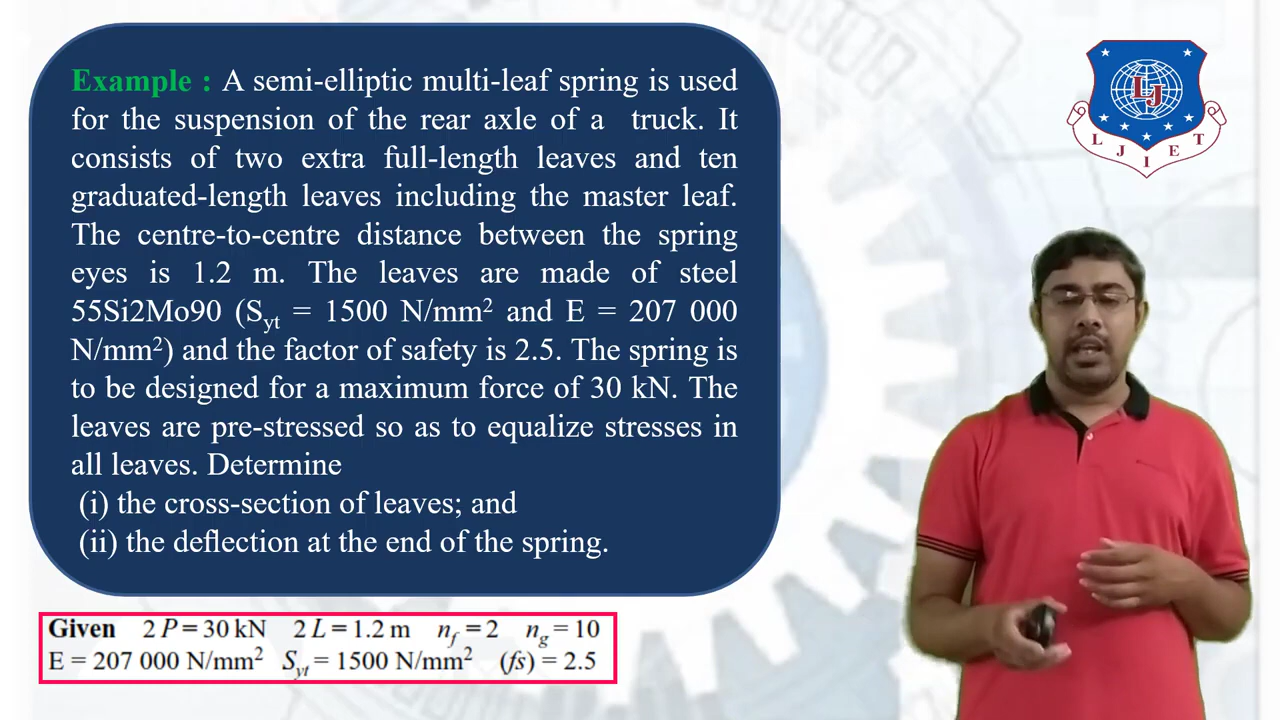 Example : A semi-elliptic multi-leaf spring is used
for the suspension of the rear axle of a truck. It
consists of two extra full-length leaves and ten
graduated-length leaves including the master leaf.
The centre-to-centre distance between the spring
eyes is 1.2 m. The leaves are made of steel
55Si2Mo90 (Syt = 1500 N/mm² and E = 207 000
N/mm²) and the factor of safety is 2.5. The spring is
to be designed for a maximum force of 30 kN. The
leaves are pre-stressed so as to equalize stresses in
all leaves. Determine
(i) the cross-section of leaves; and
(ii) the deflection at the end of the spring.
Given 2 P = 30 kN 2 L = 1.2 m nf = 2 ng = 10
E = 207 000 N/mm² Syt = 1500 N/mm² (fs) = 2.5
LJ
L J I E T